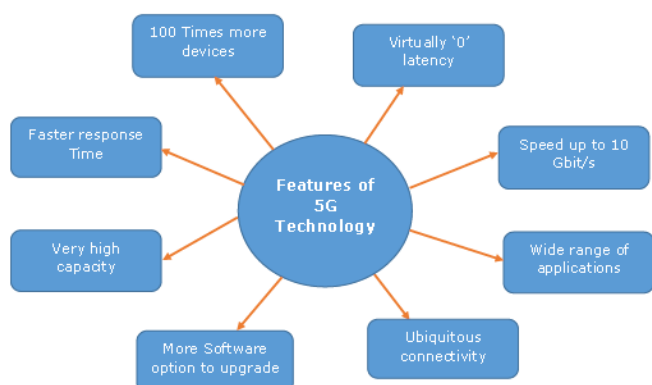 100 Times more
devices
Virtually ‘0’
latency
Faster response
Time
Speed up to 10
Gbit/s
Features of
5G
Technology
Very high
capacity
Wide range of
applications
More Software
option to upgrade
Ubiquitous
connectivity